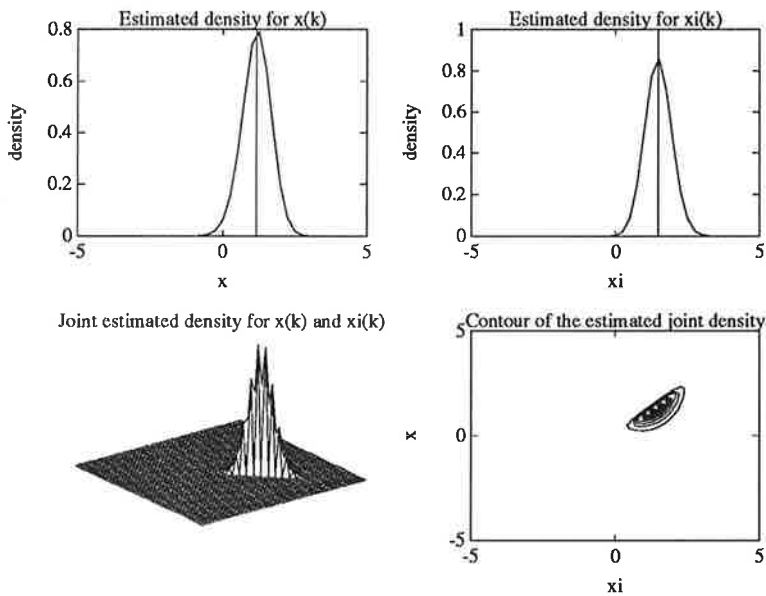 Estimated density for x(k)
0.8
0.6
0.4
0.2
0
-5
0
5
density
x
Estimated density for xi(k)
1
0.8
0.6
0.4
0.2
0
-5
0
5
density
xi
Joint estimated density for x(k) and xi(k)
Contour of the estimated joint density
5
0
-5
-5
0
5
x
xi